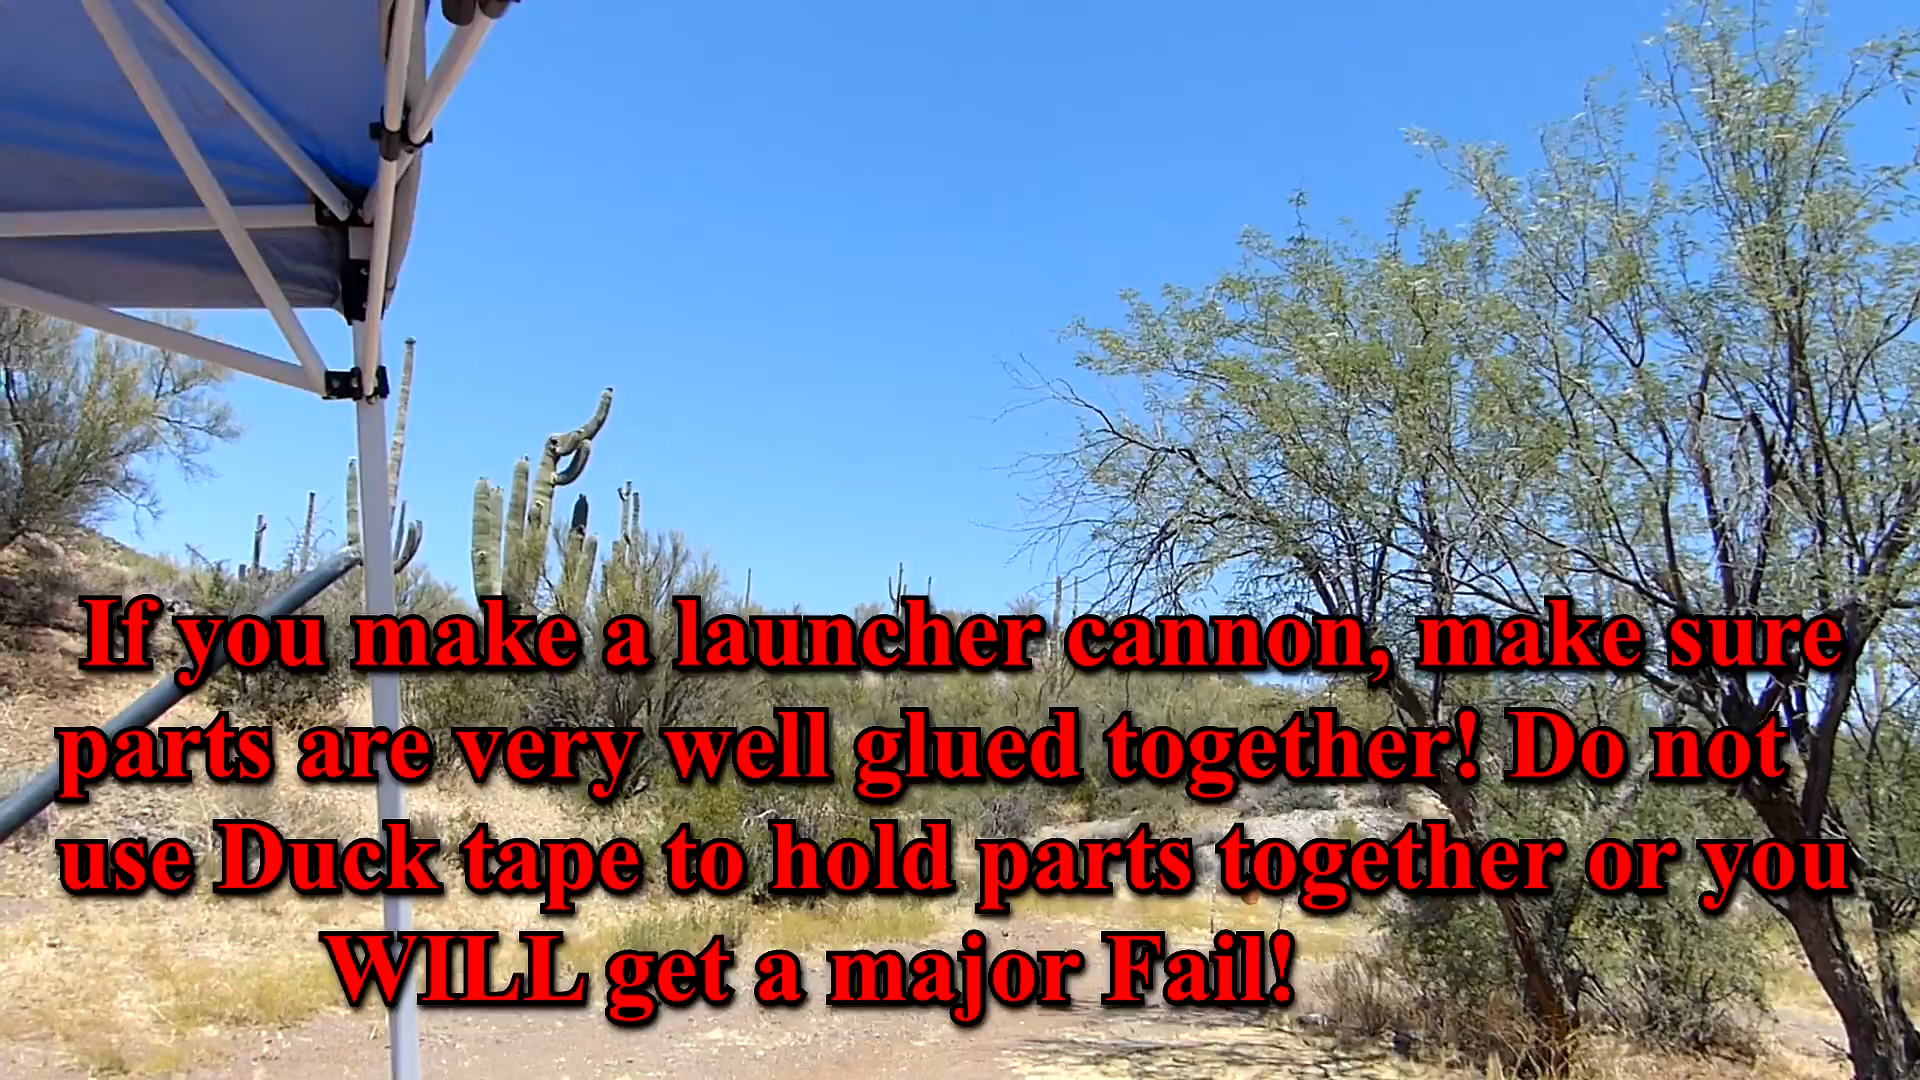 If you make a launcher cannon, make sure
parts are very well glued together! Do not
use Duck tape to hold parts together or you
WILL get a major Fail!